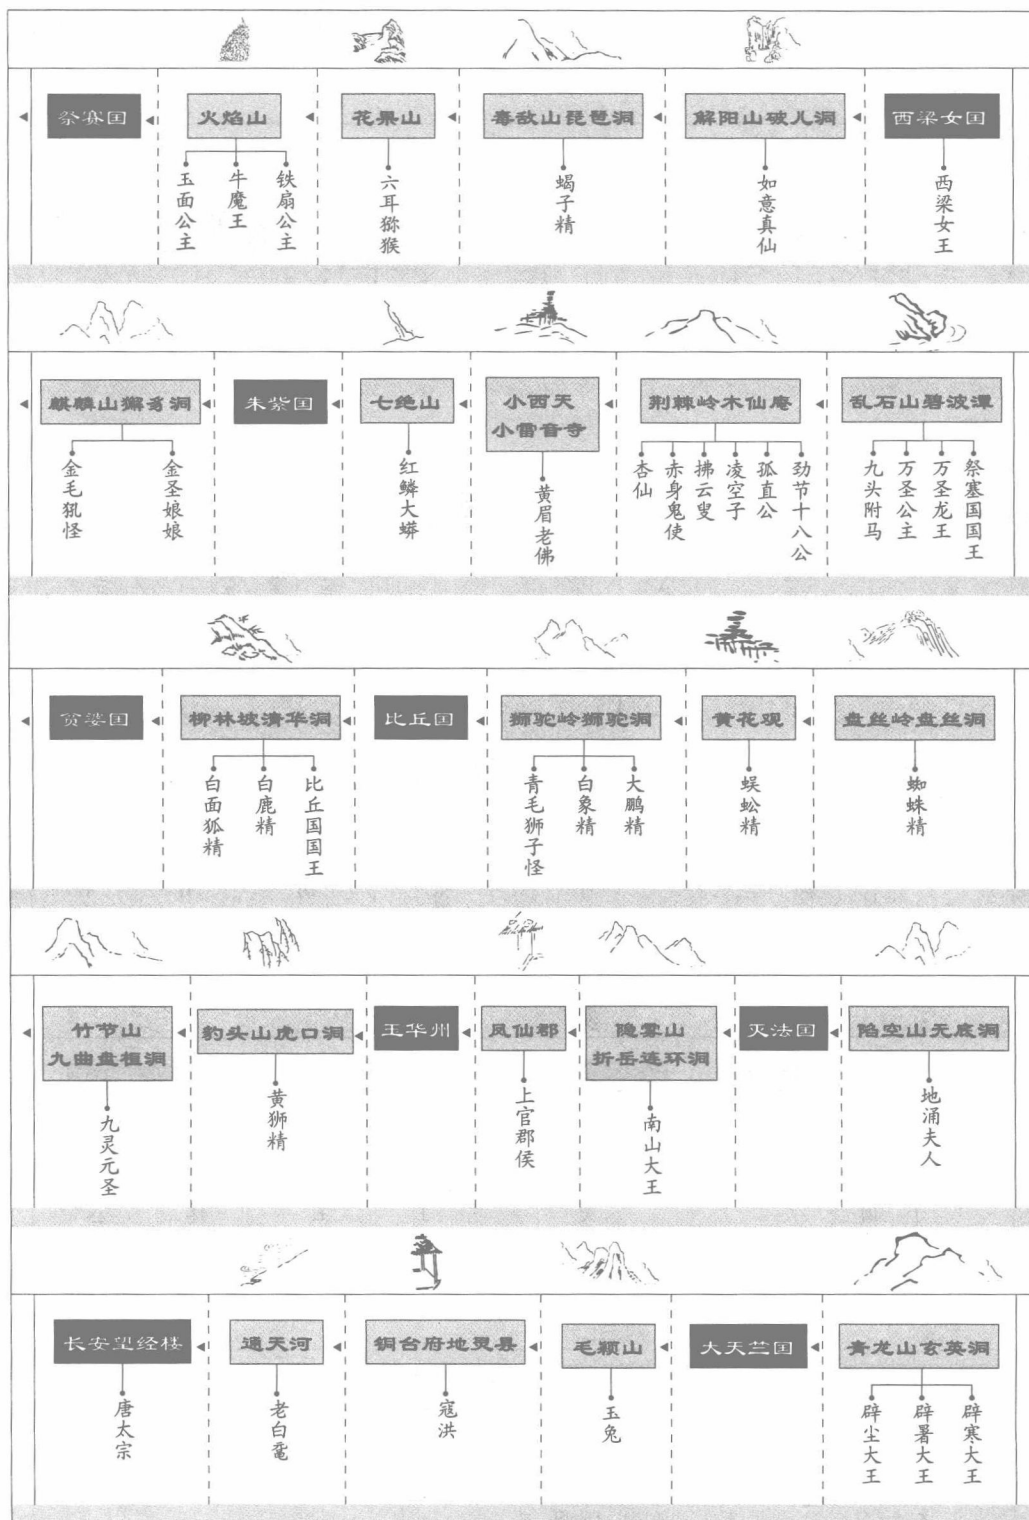 祭赛国
火焰山
玉面公主
牛魔王
铁扇公主
花果山
六耳猕猴
毒敌山琵琶洞
蝎子精
解阳山破儿洞
如意真仙
西梁女国
西梁女王
麒麟山獬豸洞
金毛犼怪
金圣娘娘
朱紫国
七绝山
红鳞大蟒
小西天
小雷音寺
黄眉老佛
荆棘岭木仙庵
杏仙
赤身鬼使
拂云叟
凌空子
孤直公
劲节十八公
乱石山碧波潭
九头附马
万圣公主
万圣龙王
祭塞国国王
贫婆国
柳林坡清华洞
白面狐精
白鹿精
比丘国国王
比丘国
狮驼岭狮驼洞
青毛狮子怪
白象精
大鹏精
黄花观
蜈蚣精
盘丝岭盘丝洞
蜘蛛精
竹节山
九曲盘桓洞
九灵元圣
豹头山虎口洞
黄狮精
王华州
凤仙郡
上官郡侯
隐雾山
折岳连环洞
南山大王
灭法国
陷空山无底洞
地涌夫人
长安望经楼
唐太宗
通天河
老白鼋
铜台府地灵县
寇洪
毛颖山
玉兔
大天竺国
青龙山玄英洞
辟尘大王
辟暑大王
辟寒大王